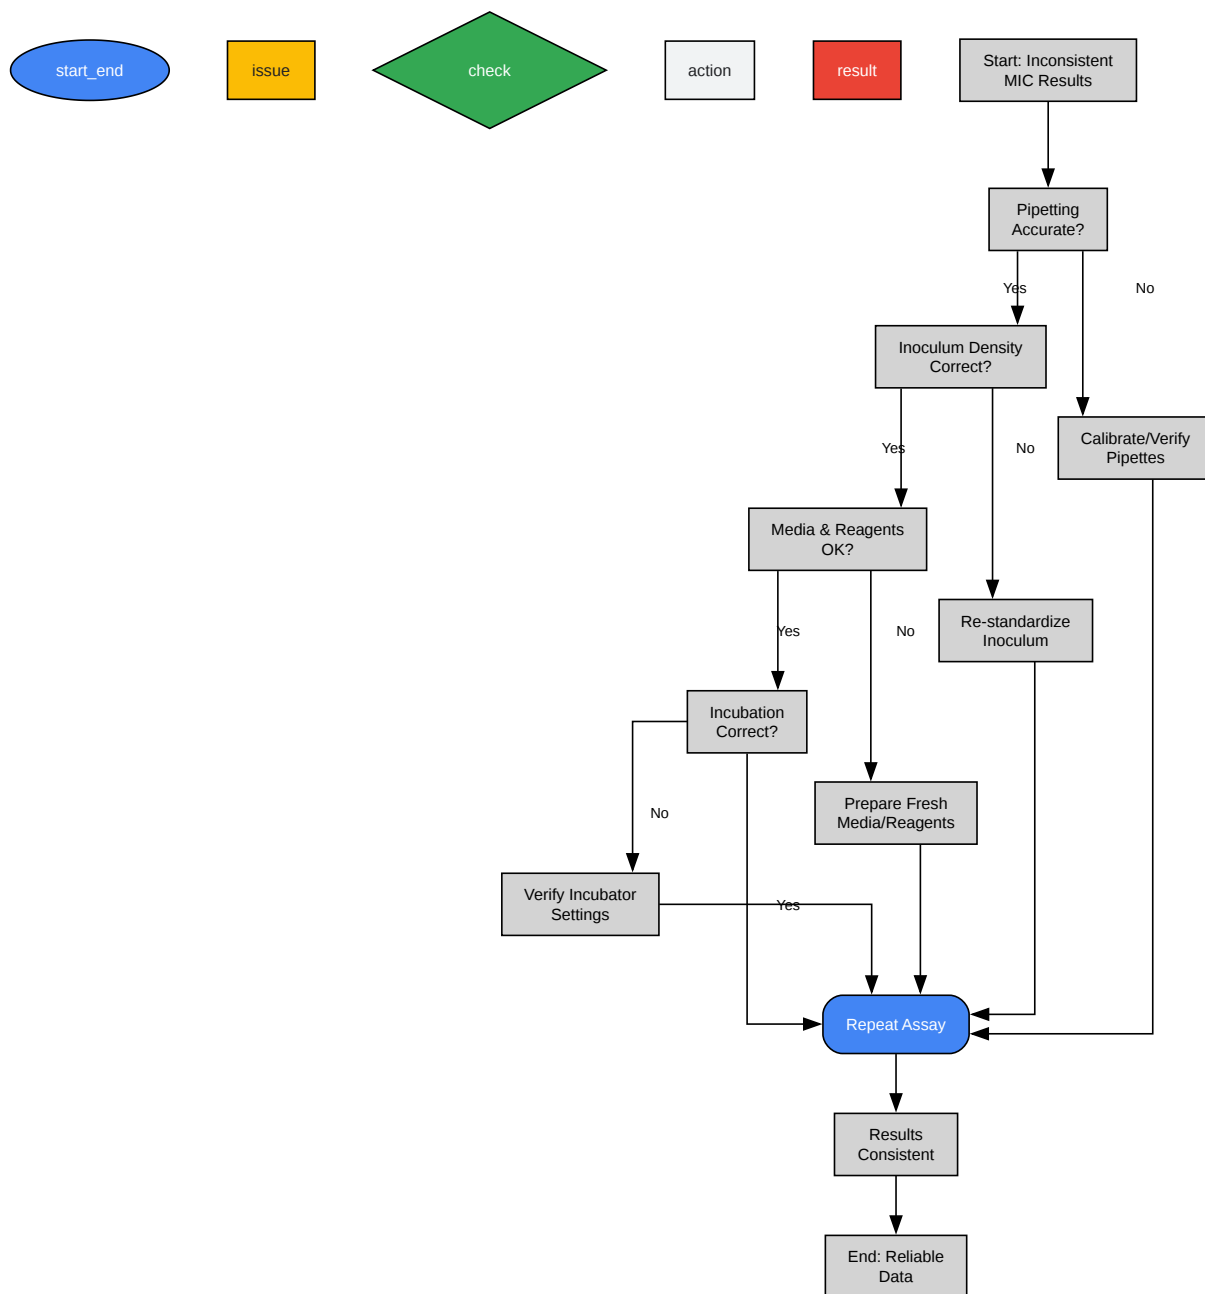 start_end
issue
check
action
result
Start: Inconsistent
MIC Results
Pipetting
Accurate?
Yes
No
Inoculum Density
Correct?
Calibrate/Verify
Pipettes
Yes
No
Media & Reagents
OK?
Re-standardize
Inoculum
Yes
No
Incubation
Correct?
Prepare Fresh
Media/Reagents
No
Verify Incubator
Settings
Yes
Repeat Assay
Results
Consistent
End: Reliable
Data